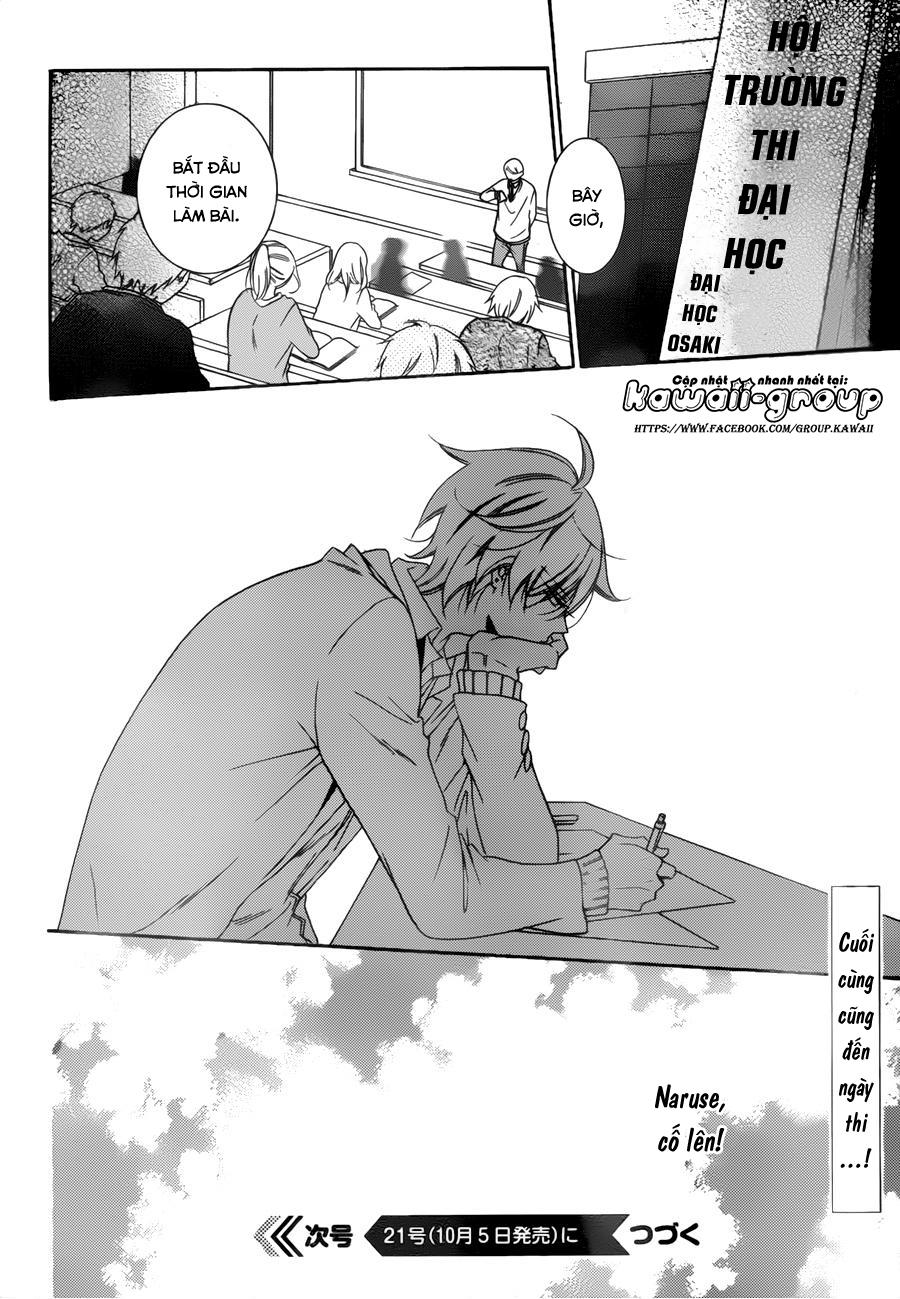 HỘI
TRƯỜNG
THI
ĐẠI
HỌC
ĐẠI
HỌC
OSAKI
BÂY
GIỜ,
BẮT ĐẦU
THỜI GIAN
LÀM BÀI.
Cập nhật nhanh nhất tại:
kawaii-group
HTTPS://WWW.FACEBOOK.COM/GROUP.KAWAII
Cuối
cùng
cũng
đến
ngày
thi
...!
Naruse,
cố lên!
次号 21号(10月5日発売)に つづく